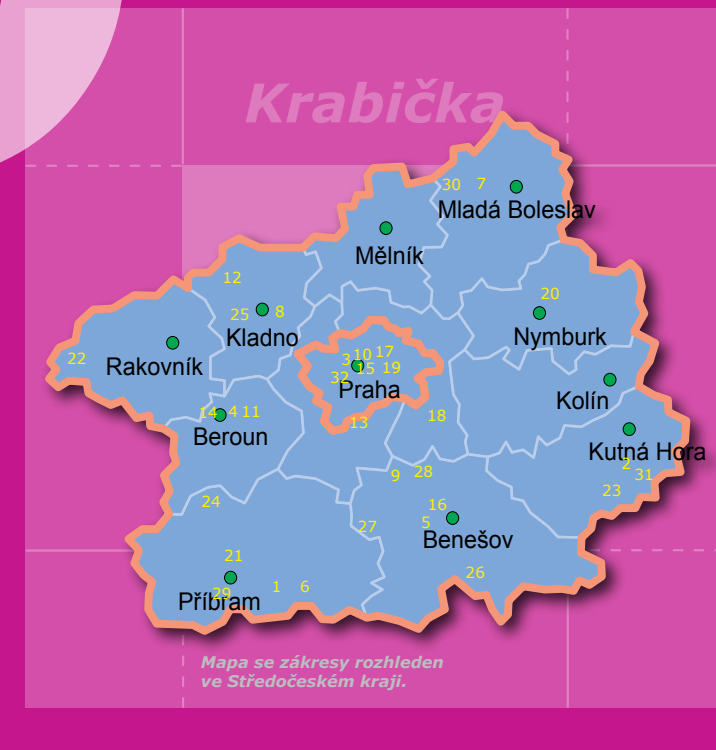 Krabička
30 7
Mladá Boleslav
Mělník
12
20
25 8
Kladno
Nymburk
22
Rakovník
3 10 17
15 19
32
Praha
Kolín
14 4 11
13
18
Beroun
Kutná Hora
2
31
9 28
23
24
16
27
5
Benešov
21
26
1 6
29
Příbram
Mapa se zákresy rozhleden
ve Středočeském kraji.